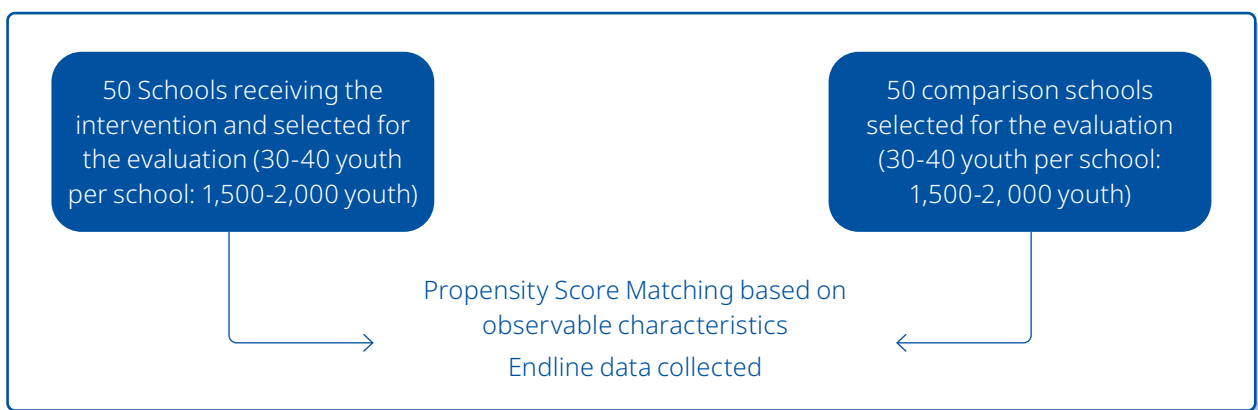 50 Schools receiving the
intervention and selected for
the evaluation (30-40 youth
per school: 1,500-2,000 youth)
50 comparison schools
selected for the evaluation
(30-40 youth per school:
1,500-2, 000 youth)
Propensity Score Matching based on
observable characteristics
Endline data collected